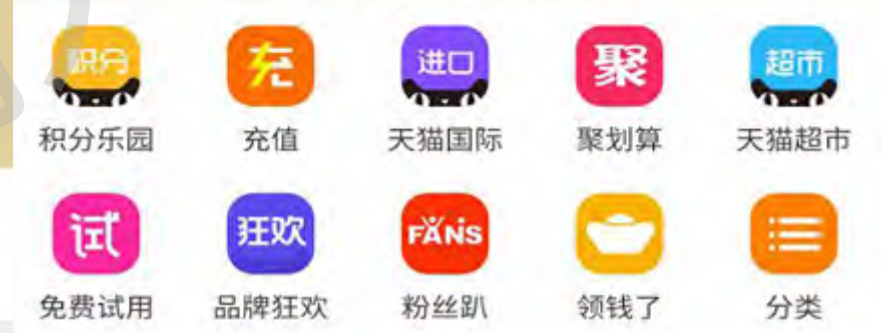 积分 充 进口 聚 超市
积分乐园 充值 天猫国际 聚划算 天猫超市
试 狂欢 FANS
免费试用 品牌狂欢 粉丝趴 领钱了 分类